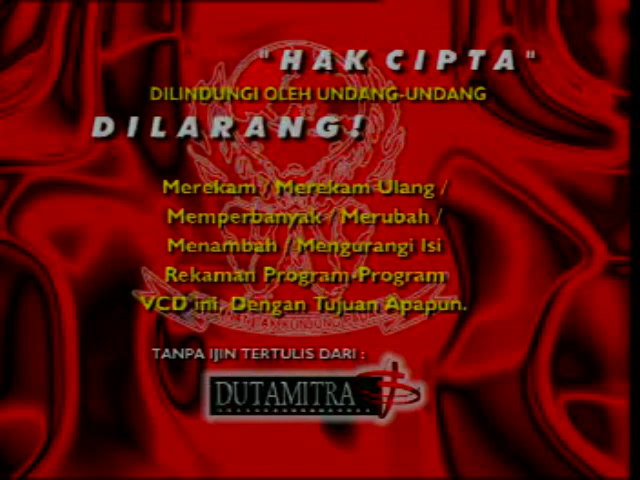 "HAK CIPTA"
DILINDUNGI OLEH UNDANG-UNDANG
DILARANG!
Merekam / Merekam Ulang /
Memperbanyak / Merubah /
Menambah / Mengurangi Isi
Rekaman Program-Program
VCD ini, Dengan Tujuan Apapun.
TANPA IJIN TERTULIS DARI :
DUTAMITRA